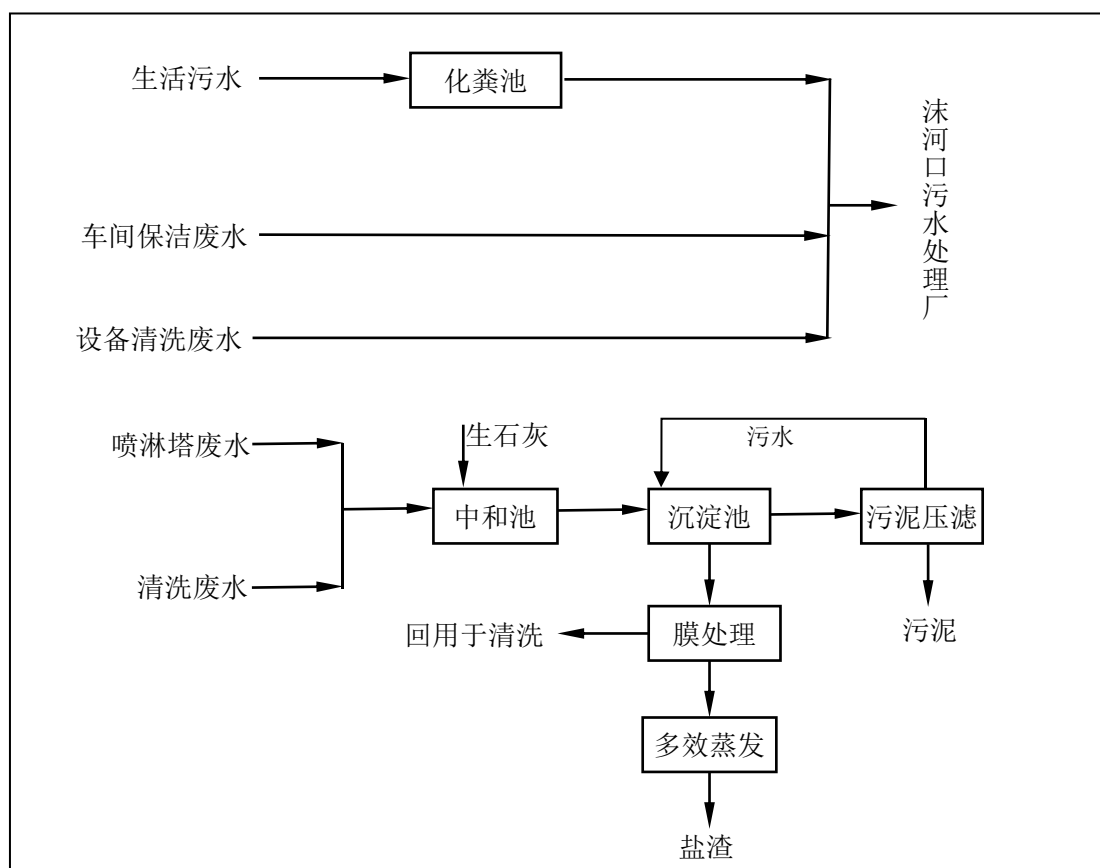 生活污水
化粪池
沫河口污水处理厂
车间保洁废水
设备清洗废水
喷淋塔废水
生石灰
污水
中和池
沉淀池
污泥压滤
清洗废水
回用于清洗
膜处理
污泥
多效蒸发
盐渣